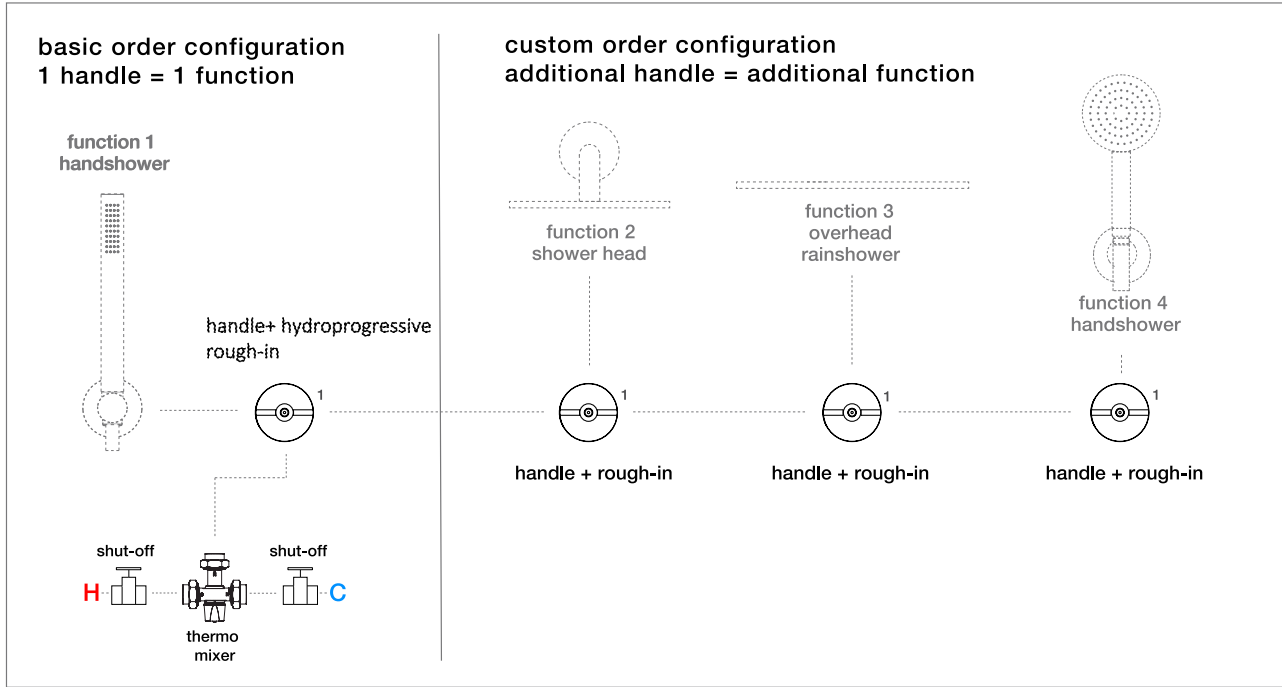 basic order configuration
1 handle = 1 function
function 1
handshower
handle+ hydroprogressive
rough-in
1
shut-off
shut-off
H
C
thermo
mixer
custom order configuration
additional handle = additional function
function 2
shower head
function 3
overhead
rainshower
function 4
handshower
1
1
1
handle + rough-in
handle + rough-in
handle + rough-in